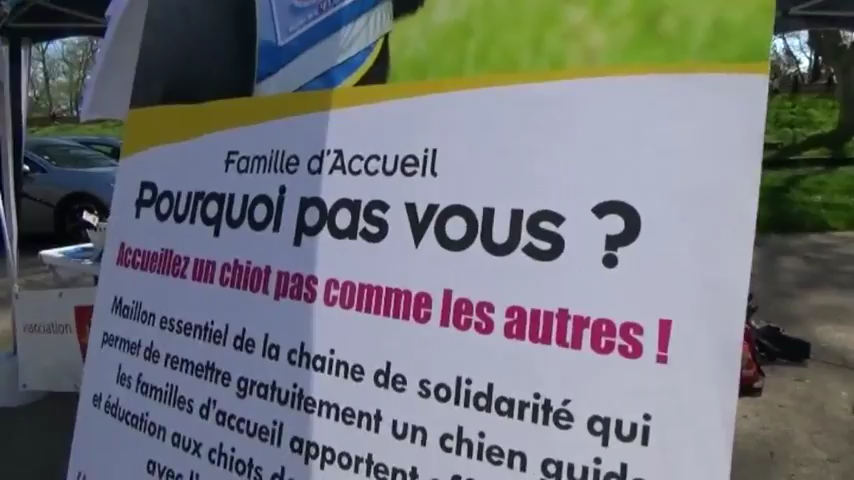 Famille d'Accueil
Pourquoi pas vous ?
Accueillez un chiot pas comme les autres !
Maillon essentiel de la chaine de solidarité qui
permet de remettre gratuitement un chien guide
les familles d'accueil apportent
et éducation aux chiots
avec